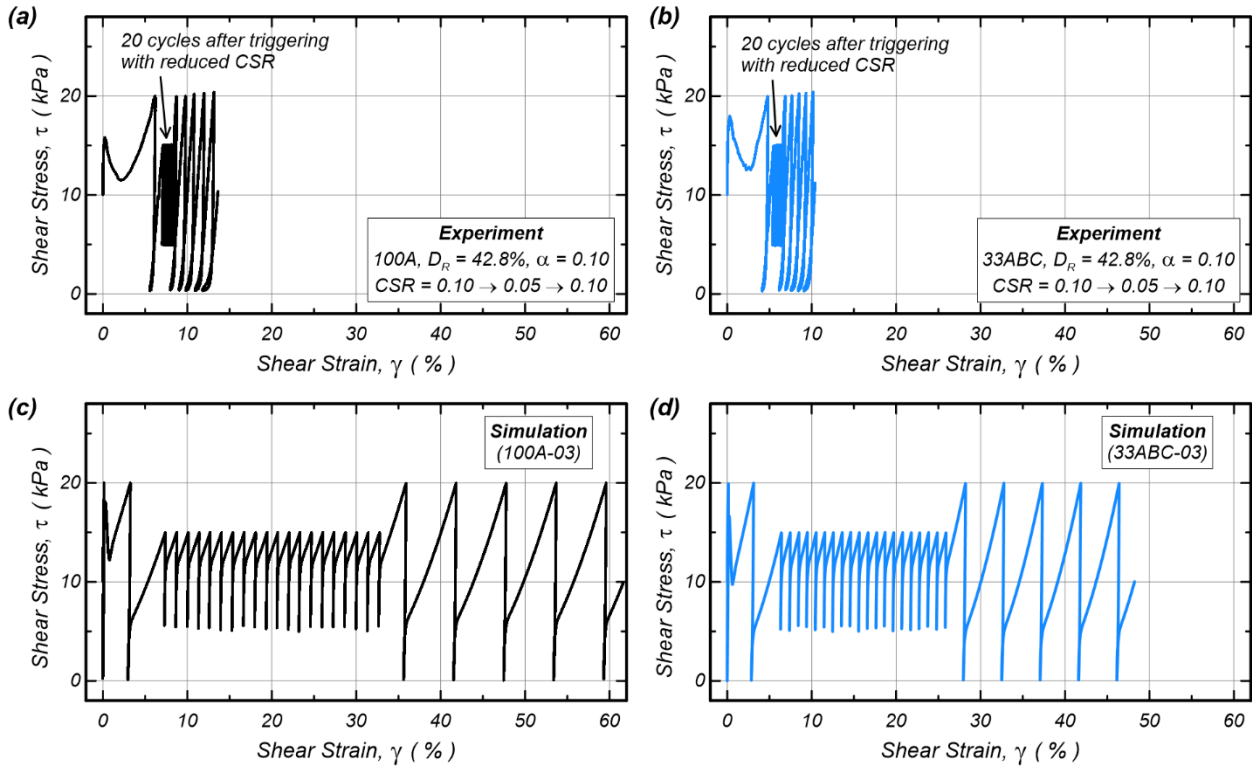 (a)
20 cycles after triggering
with reduced CSR
Shear Stress, τ ( kPa )
20
10
0
Experiment
100A, D_R = 42.8%, α = 0.10
CSR = 0.10 → 0.05 → 0.10
0 10 20 30 40 50 60
Shear Strain, γ ( % )
(b)
20 cycles after triggering
with reduced CSR
Shear Stress, τ ( kPa )
20
10
0
Experiment
33ABC, D_R = 42.8%, α = 0.10
CSR = 0.10 → 0.05 → 0.10
0 10 20 30 40 50 60
Shear Strain, γ ( % )
(c)
Simulation
(100A-03)
Shear Stress, τ ( kPa )
20
10
0
0 10 20 30 40 50 60
Shear Strain, γ ( % )
(d)
Simulation
(33ABC-03)
Shear Stress, τ ( kPa )
20
10
0
0 10 20 30 40 50 60
Shear Strain, γ ( % )